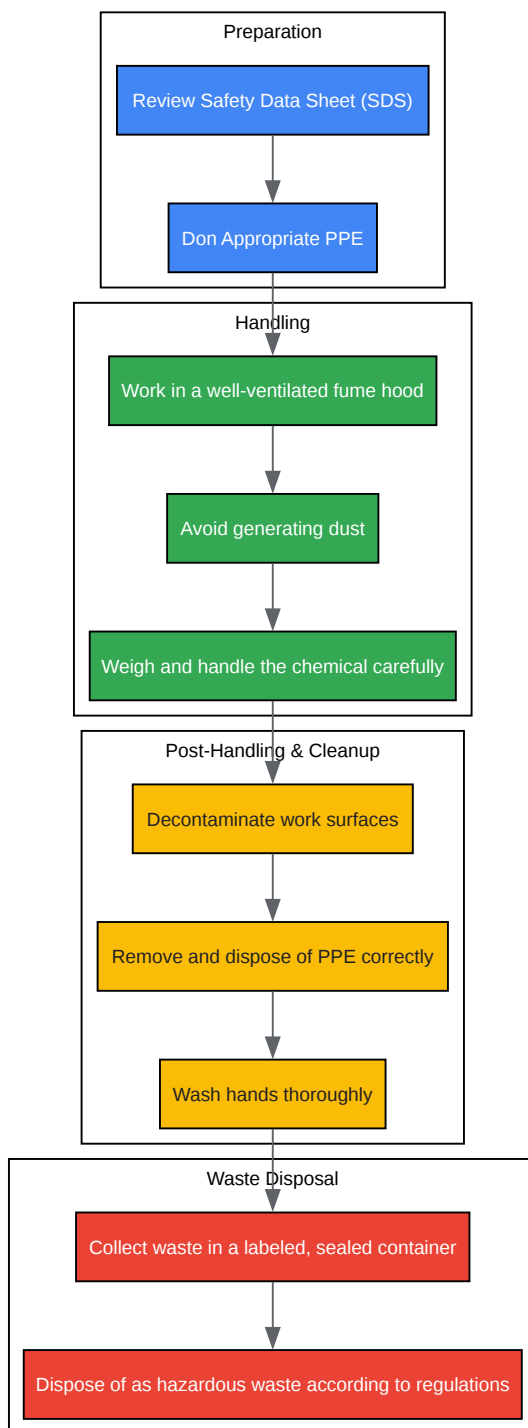 Preparation
Review Safety Data Sheet (SDS)
Don Appropriate PPE
Handling
Work in a well-ventilated fume hood
Avoid generating dust
Weigh and handle the chemical carefully
Post-Handling & Cleanup
Decontaminate work surfaces
Remove and dispose of PPE correctly
Wash hands thoroughly
Waste Disposal
Collect waste in a labeled, sealed container
Dispose of as hazardous waste according to regulations